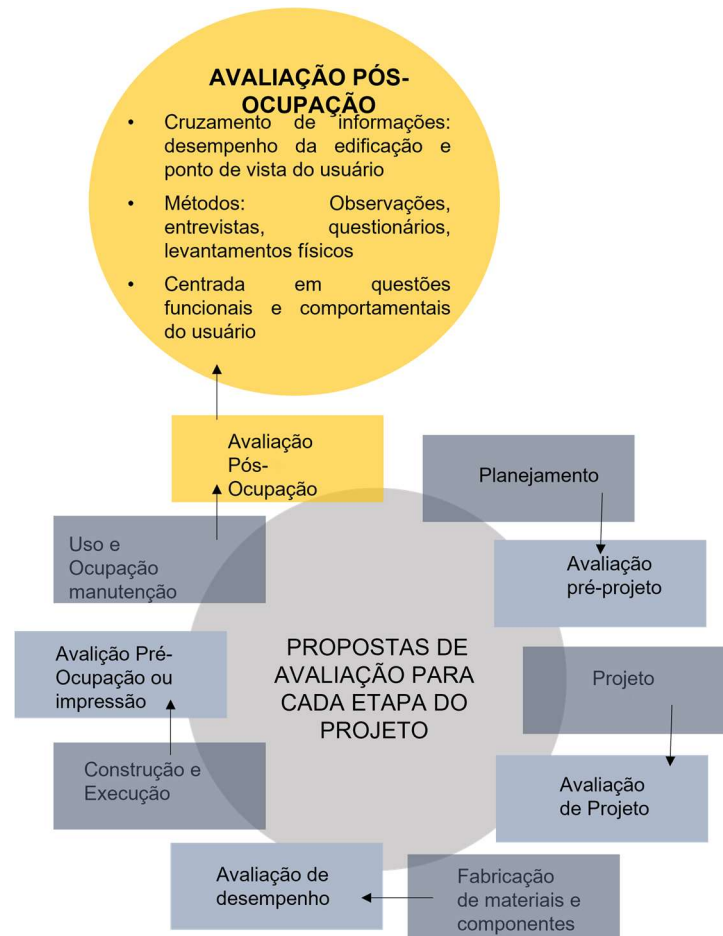 AVALIAÇÃO PÓS-
OCUPAÇÃO
• Cruzamento de informações:
desempenho da edificação e
ponto de vista do usuário
• Métodos: Observações,
entrevistas, questionários,
levantamentos físicos
• Centrada em questões
funcionais e comportamentais
do usuário
Avaliação
Pós-
Ocupação
Planejamento
Uso e
Ocupação
manutenção
Avaliação
pré-projeto
Avalição Pré-
Ocupação ou
impressão
PROPOSTAS DE
AVALIAÇÃO PARA
CADA ETAPA DO
PROJETO
Projeto
Construção e
Execução
Avaliação
de Projeto
Avaliação de
desempenho
Fabricação
de materiais e
componentes